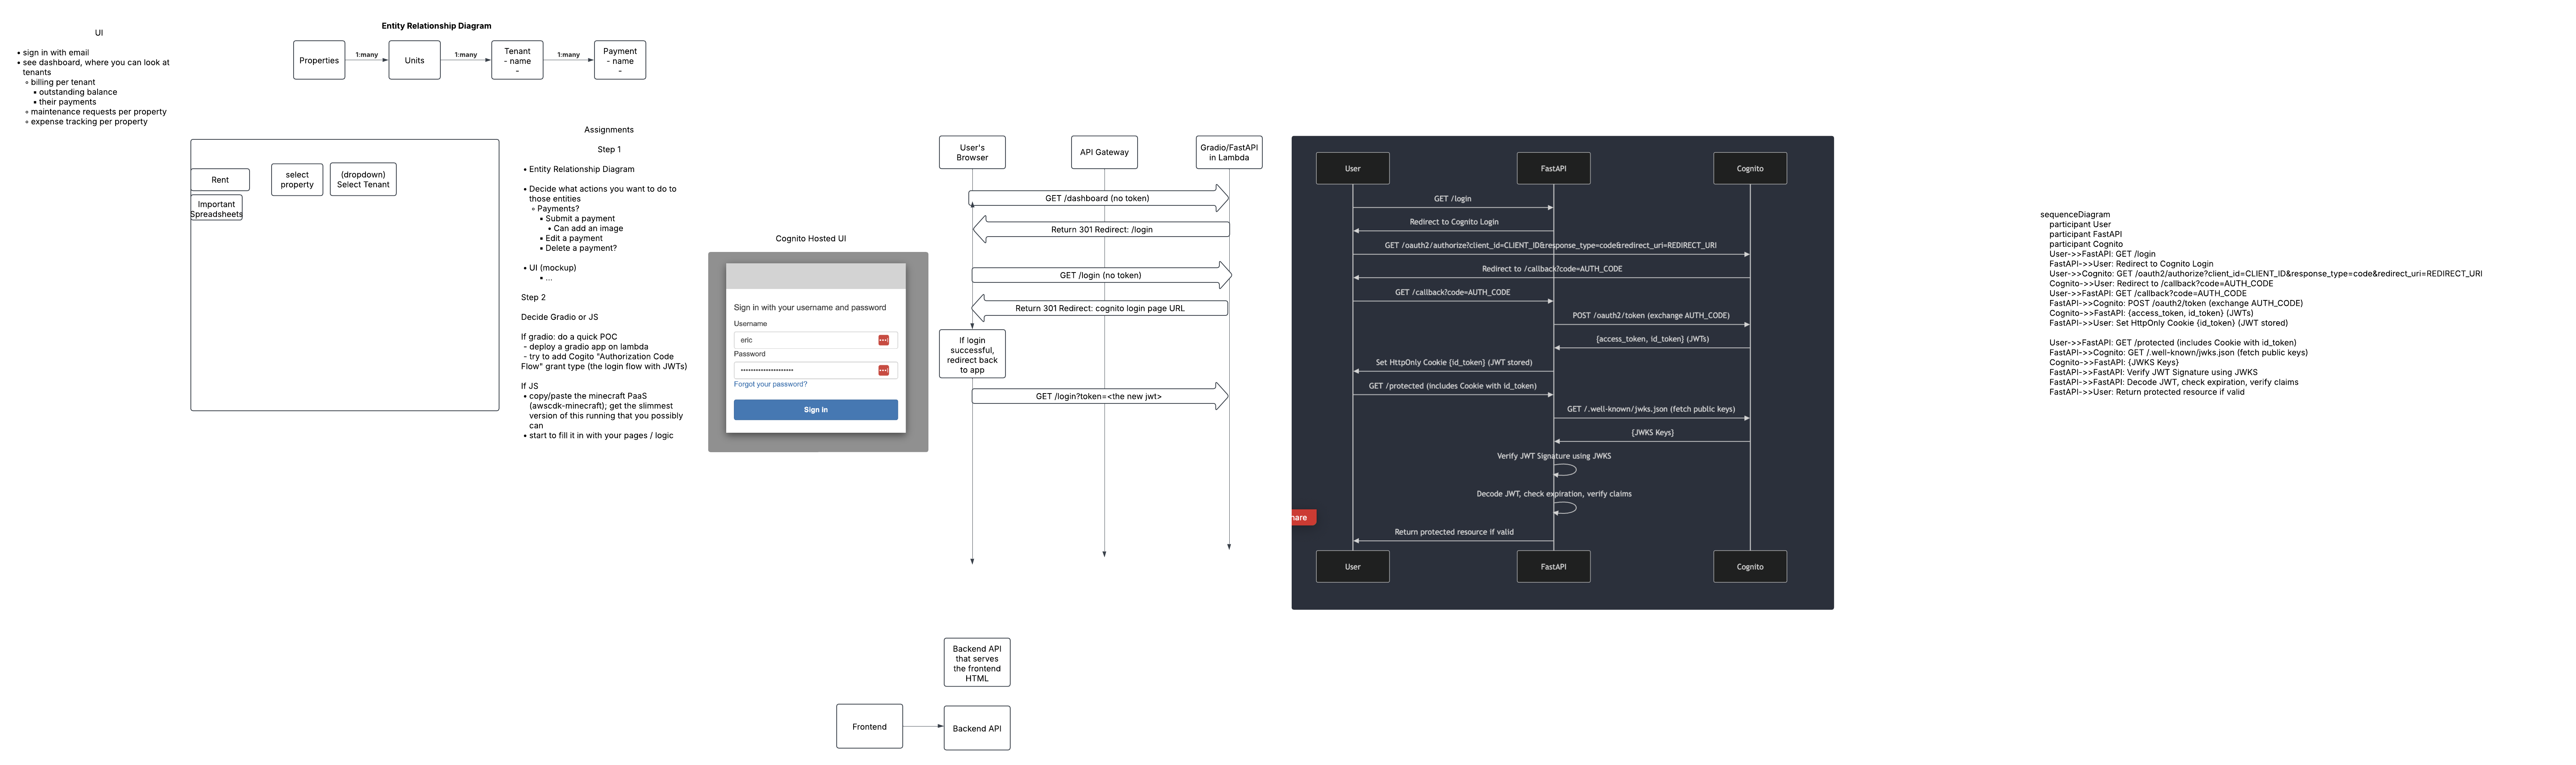 UI
• sign in with email
• see dashboard, where you can look at
tenants
◦ billing per tenant
▪ outstanding balance
▪ their payments
◦ maintenance requests per property
◦ expense tracking per property
Entity Relationship Diagram
Properties
1:many
Units
1:many
Tenant
- name
-
1:many
Payment
- name
-
Rent
Important
Spreadsheets
select
property
(dropdown)
Select Tenant
Assignments
Step 1
• Entity Relationship Diagram
• Decide what actions you want to do to
those entities
◦ Payments?
▪ Submit a payment
• Can add an image
▪ Edit a payment
▪ Delete a payment?
• UI (mockup)
▪ ...
Step 2
Decide Gradio or JS
If gradio: do a quick POC
- deploy a gradio app on lambda
- try to add Cogito "Authorization Code
Flow" grant type (the login flow with JWTs)
If JS
• copy/paste the minecraft PaaS
(awscdk-minecraft); get the slimmest
version of this running that you possibly
can
• start to fill it in with your pages / logic
Cognito Hosted UI
Sign in with your username and password
Username
eric
Password
Forgot your password?
Sign in
User's
Browser
API Gateway
Gradio/FastAPI
in Lambda
GET /dashboard (no token)
Return 301 Redirect: /login
GET /login (no token)
Return 301 Redirect: cognito login page URL
If login
successful,
redirect back
to app
GET /login?token=<the new jwt>
Backend API
that serves
the frontend
HTML
Frontend
Backend API
User
FastAPI
Cognito
GET /login
Redirect to Cognito Login
GET /oauth2/authorize?client_id=CLIENT_ID&response_type=code&redirect_uri=REDIRECT_URI
Redirect to /callback?code=AUTH_CODE
GET /callback?code=AUTH_CODE
POST /oauth2/token (exchange AUTH_CODE)
{access_token, id_token} (JWTs)
Set HttpOnly Cookie {id_token} (JWT stored)
GET /protected (includes Cookie with id_token)
GET /.well-known/jwks.json (fetch public keys)
{JWKS Keys}
Verify JWT Signature using JWKS
Decode JWT, check expiration, verify claims
hare
Return protected resource if valid
User
FastAPI
Cognito
sequenceDiagram
participant User
participant FastAPI
participant Cognito
User->>FastAPI: GET /login
FastAPI->>User: Redirect to Cognito Login
User->>Cognito: GET /oauth2/authorize?client_id=CLIENT_ID&response_type=code&redirect_uri=REDIRECT_URI
Cognito->>User: Redirect to /callback?code=AUTH_CODE
User->>FastAPI: GET /callback?code=AUTH_CODE
FastAPI->>Cognito: POST /oauth2/token (exchange AUTH_CODE)
Cognito->>FastAPI: {access_token, id_token} (JWTs)
FastAPI->>User: Set HttpOnly Cookie {id_token} (JWT stored)
User->>FastAPI: GET /protected (includes Cookie with id_token)
FastAPI->>Cognito: GET /.well-known/jwks.json (fetch public keys)
Cognito->>FastAPI: {JWKS Keys}
FastAPI->>FastAPI: Verify JWT Signature using JWKS
FastAPI->>FastAPI: Decode JWT, check expiration, verify claims
FastAPI->>User: Return protected resource if valid